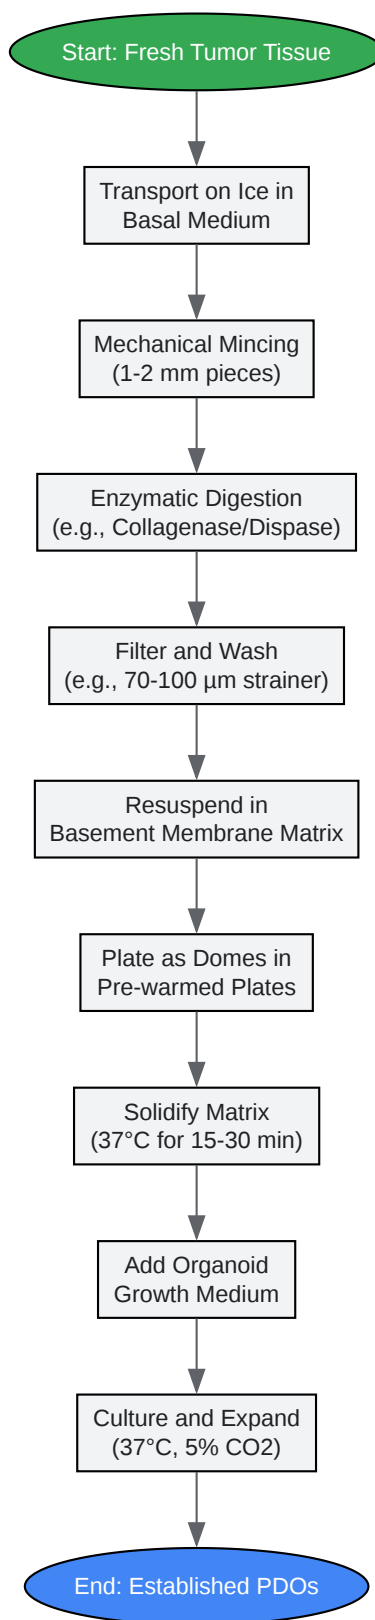 Start: Fresh Tumor Tissue
Transport on Ice in
Basal Medium
Mechanical Mincing
(1-2 mm pieces)
Enzymatic Digestion
(e.g., Collagenase/Dispase)
Filter and Wash
(e.g., 70-100 µm strainer)
Resuspend in
Basement Membrane Matrix
Plate as Domes in
Pre-warmed Plates
Solidify Matrix
(37°C for 15-30 min)
Add Organoid
Growth Medium
Culture and Expand
(37°C, 5% CO2)
End: Established PDOs